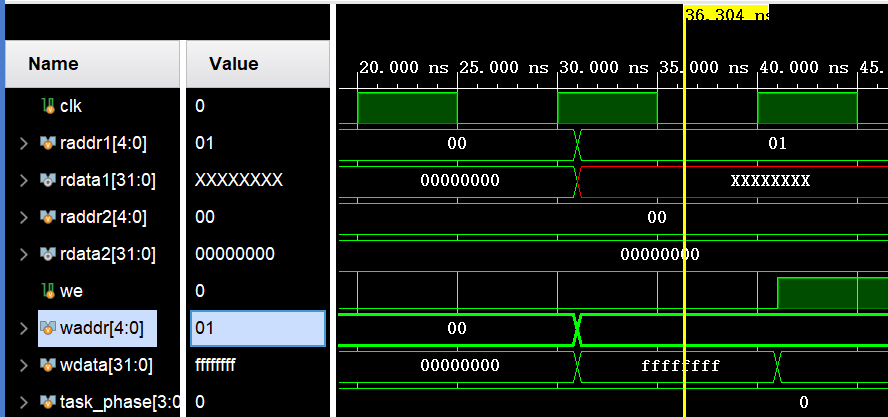 36.304 ns
Name Value
20.000 ns 25.000 ns 30.000 ns 35.000 ns 40.000 ns 45.
clk 0
raddr1[4:0] 01 00 01
rdata1[31:0] XXXXXXXX 00000000 XXXXXXXX
raddr2[4:0] 00 00
rdata2[31:0] 00000000 00000000
we 0
waddr[4:0] 01 00
wdata[31:0] ffffffff 00000000 ffffffff
task_phase[3:0 0 0